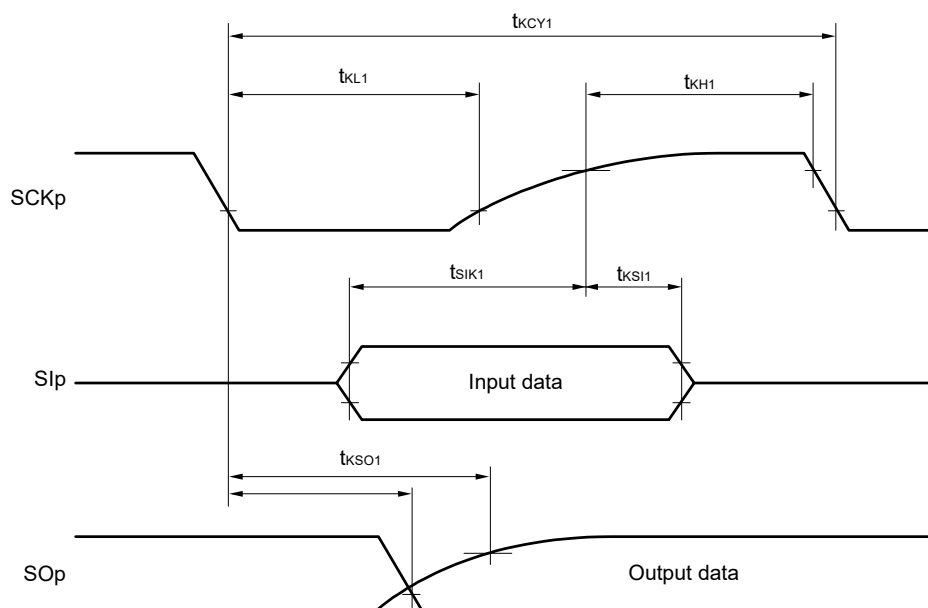 tKCY1
tKL1
tKH1
SCKp
tSIK1
tKSI1
SIp
Input data
tKSO1
SOp
Output data